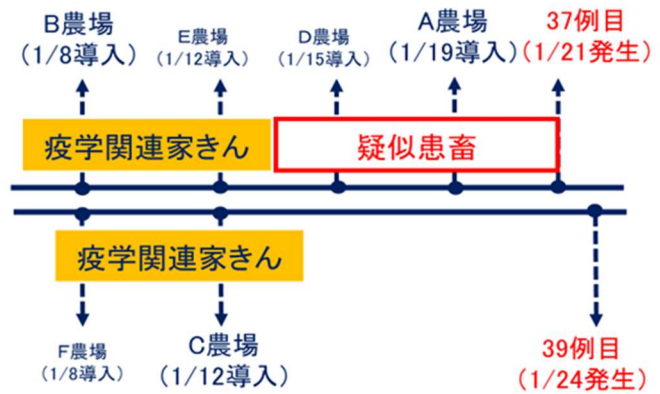 B農場
(1/8導入)
E農場
(1/12導入)
D農場
(1/15導入)
A農場
(1/19導入)
37例目
(1/21発生)
疫学関連家きん
疑似患畜
疫学関連家きん
F農場
(1/8導入)
C農場
(1/12導入)
39例目
(1/24発生)